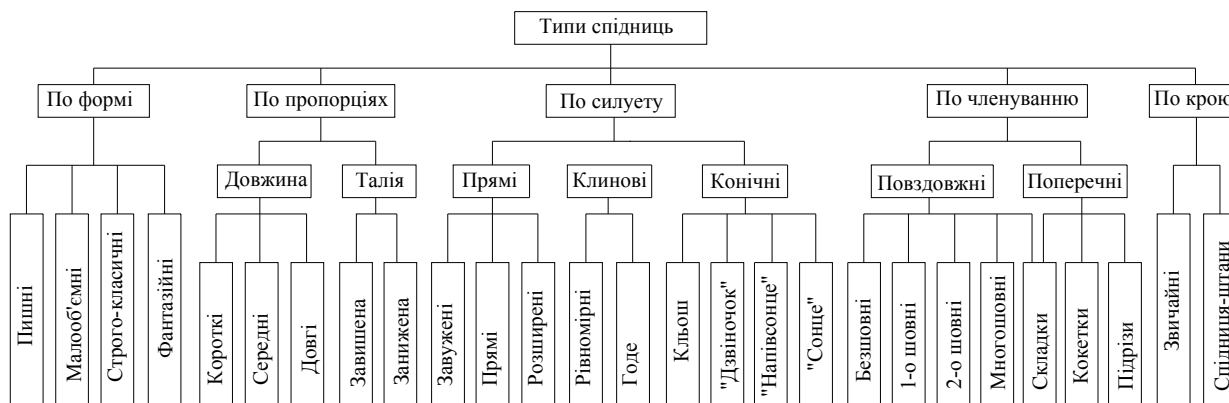 Типи спідниць
По формі
По пропорціях
По силуету
По членуванню
По крою
Довжина
Талія
Прямі
Клинові
Конічні
Повздовжні
Поперечні
Пишні
Малооб'ємні
Строго-класичні
Фантазійні
Короткі
Середні
Довгі
Завишена
Занижена
Завужені
Прямі
Розширені
Рівномірні
Годе
Кльош
"Дзвіночок"
"Напівсонце"
"Сонце"
Безшовні
1-о шовні
2-о шовні
Многошовні
Складки
Кокетки
Підрізи
Звичайні
Спідниця-штани